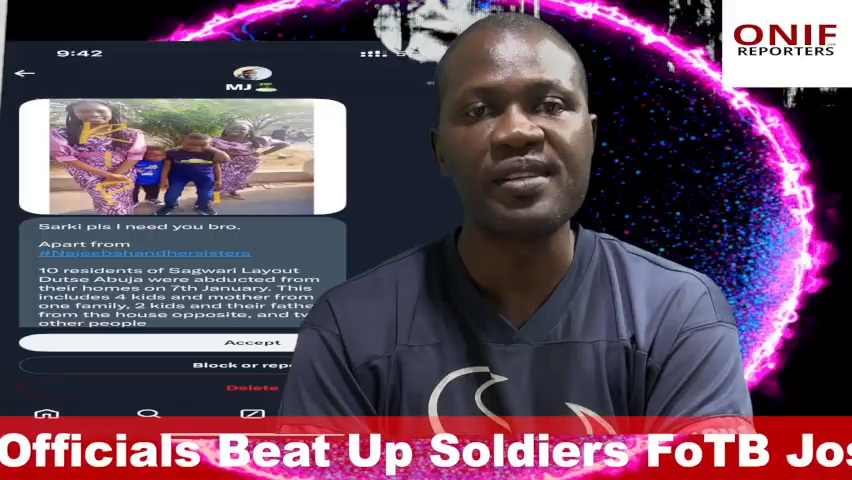 ONIF
REPORTERS
9:42
MJ
Sarki pls I need you bro.
Apart from
#Najeebahandhersisters
10 residents of Sagwari Layout
Dutse Abuja were abducted from
their homes on 7th January. This
includes 4 kids and mother from
one family, 2 kids and their father
from the house opposite, and tw
other people
Accept
Block or repo
Delete
Officials Beat Up Soldiers FoTB Jos